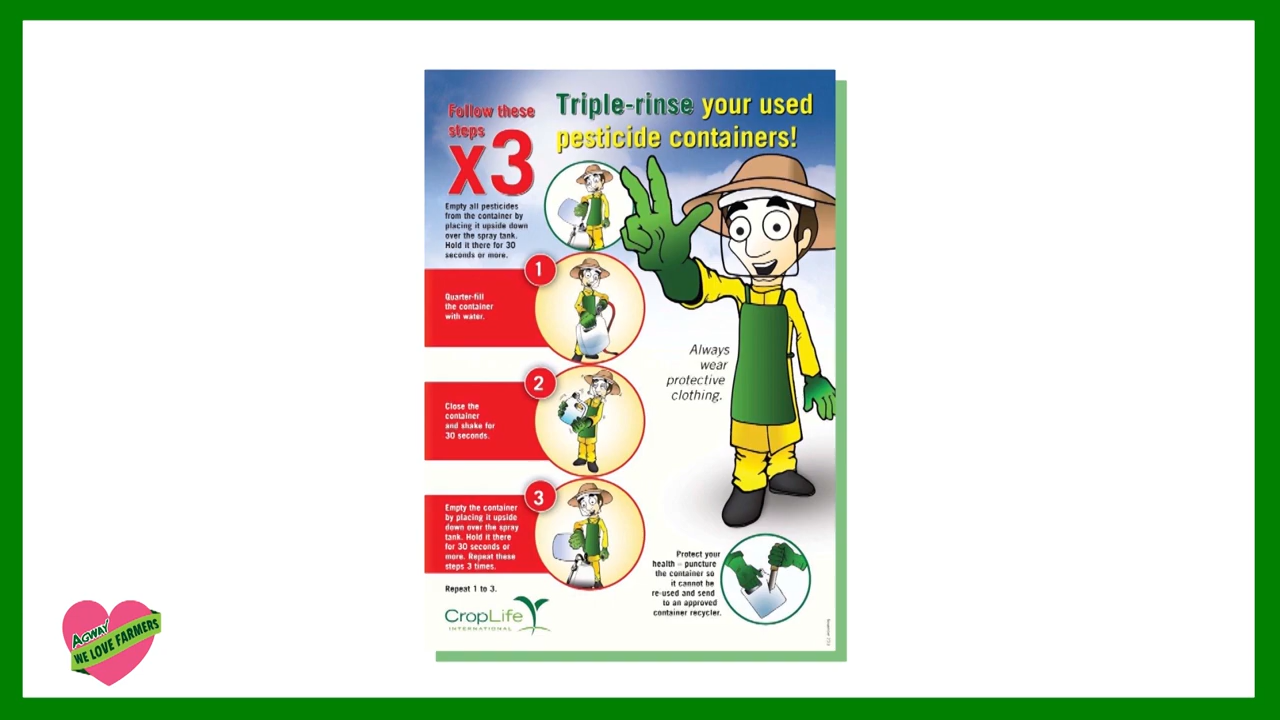 Follow these
steps
x3
Triple-rinse your used
pesticide containers!
Empty all pesticides
from the container by
placing it upside down
over the spray tank.
Hold it there for 30
seconds or more.
1
Quarter-fill
the container
with water.
2
Close the
container
and shake for
30 seconds.
3
Empty the container
by placing it upside
down over the spray
tank. Hold it there
for 30 seconds or
more. Repeat these
steps 3 times.
Repeat 1 to 3.
CropLife
INTERNATIONAL
Always
wear
protective
clothing.
Protect your
health – puncture
the container so
it cannot be
re-used and send
to an approved
container recycler.
AGWAY
WE LOVE FARMERS